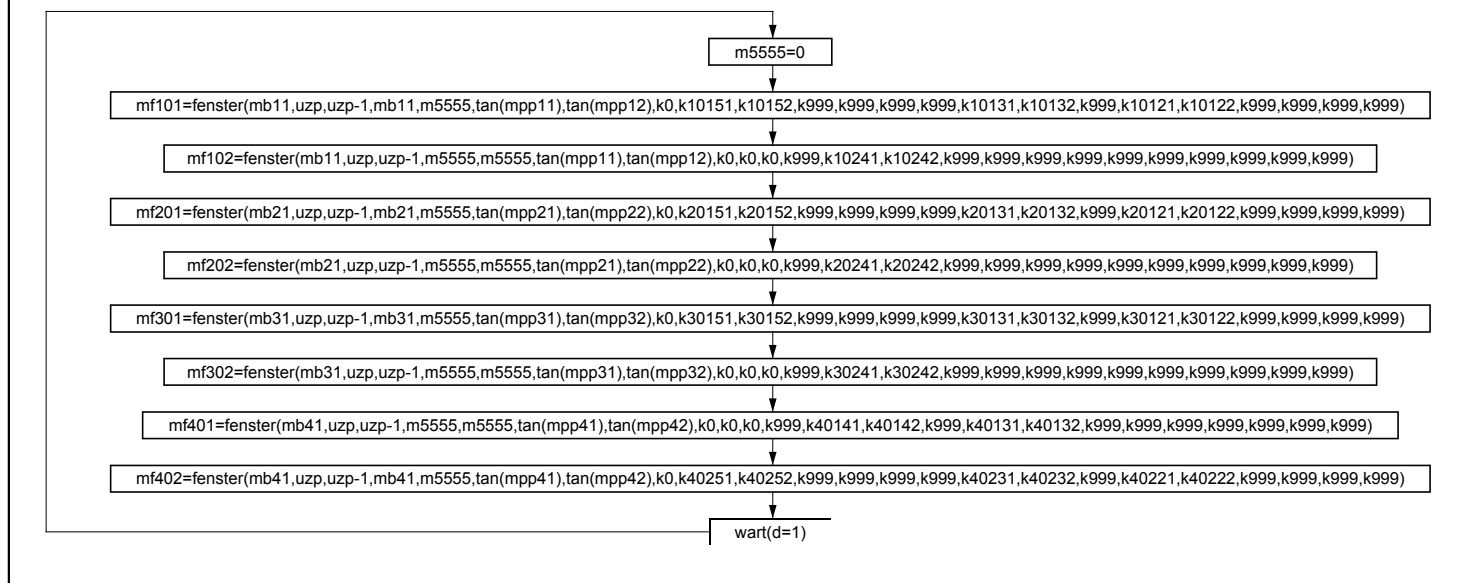 m5555=0
mf101=fenster(mb11,uzp,uzp-1,mb11,m5555,tan(mpp11),tan(mpp12),k0,k10151,k10152,k999,k999,k999,k999,k10131,k10132,k999,k10121,k10122,k999,k999,k999,k999)
mf102=fenster(mb11,uzp,uzp-1,m5555,m5555,tan(mpp11),tan(mpp12),k0,k0,k0,k999,k10241,k10242,k999,k999,k999,k999,k999,k999,k999,k999,k999,k999)
mf201=fenster(mb21,uzp,uzp-1,mb21,m5555,tan(mpp21),tan(mpp22),k0,k20151,k20152,k999,k999,k999,k999,k20131,k20132,k999,k20121,k20122,k999,k999,k999,k999)
mf202=fenster(mb21,uzp,uzp-1,m5555,m5555,tan(mpp21),tan(mpp22),k0,k0,k0,k999,k20241,k20242,k999,k999,k999,k999,k999,k999,k999,k999,k999,k999)
mf301=fenster(mb31,uzp,uzp-1,mb31,m5555,tan(mpp31),tan(mpp32),k0,k30151,k30152,k999,k999,k999,k999,k30131,k30132,k999,k30121,k30122,k999,k999,k999,k999)
mf302=fenster(mb31,uzp,uzp-1,m5555,m5555,tan(mpp31),tan(mpp32),k0,k0,k0,k999,k30241,k30242,k999,k999,k999,k999,k999,k999,k999,k999,k999,k999)
mf401=fenster(mb41,uzp,uzp-1,m5555,m5555,tan(mpp41),tan(mpp42),k0,k0,k0,k999,k40141,k40142,k999,k40131,k40132,k999,k999,k999,k999,k999,k999,k999)
mf402=fenster(mb41,uzp,uzp-1,mb41,m5555,tan(mpp41),tan(mpp42),k0,k40251,k40252,k999,k999,k999,k999,k40231,k40232,k999,k40221,k40222,k999,k999,k999,k999)
wart(d=1)